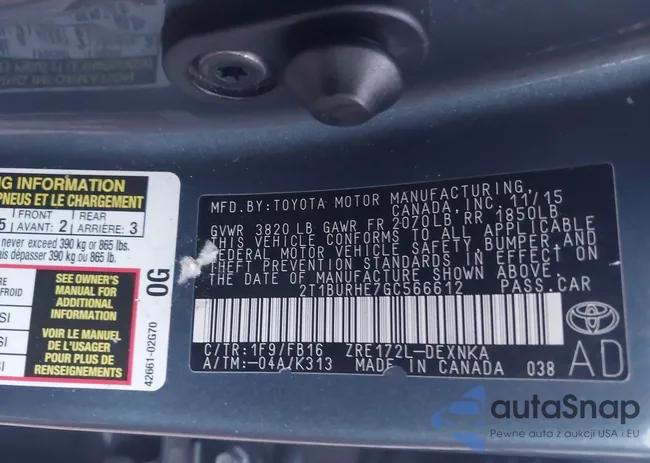 NG INFORMATION
PNEUS ET LE CHARGEMENT
5 FRONT AVANT: 2 REAR ARRIÈRE: 3
never exceed 390 kg or 865 lbs.
dépasser 390 kg ou 865 lb.
SEE OWNER'S
MANUAL FOR
ADDITIONAL
INFORMATION
VOIR LE MANUEL
DE L'USAGER
POUR PLUS DE
RENSEIGNEMENTS
0G
42661-02G70
MFD. BY: TOYOTA MOTOR MANUFACTURING,
CANADA, INC. 11/15
GVWR 3820 LB GAWR FR 2070LB, RR 1850LB
THIS VEHICLE CONFORMS TO ALL APPLICABLE
FEDERAL MOTOR VEHICLE SAFETY, BUMPER, AND
THEFT PREVENTION STANDARDS IN EFFECT ON
THE DATE OF MANUFACTURE SHOWN ABOVE.
2T1BURHE7GC566612 PASS.CAR
C/TR: 1F9/FB16 ZRE172L-DEXNKA
A/TM: -04A/K313 MADE IN CANADA 038
AD
autaSnap
Pewne auto z aukcji USA i EU